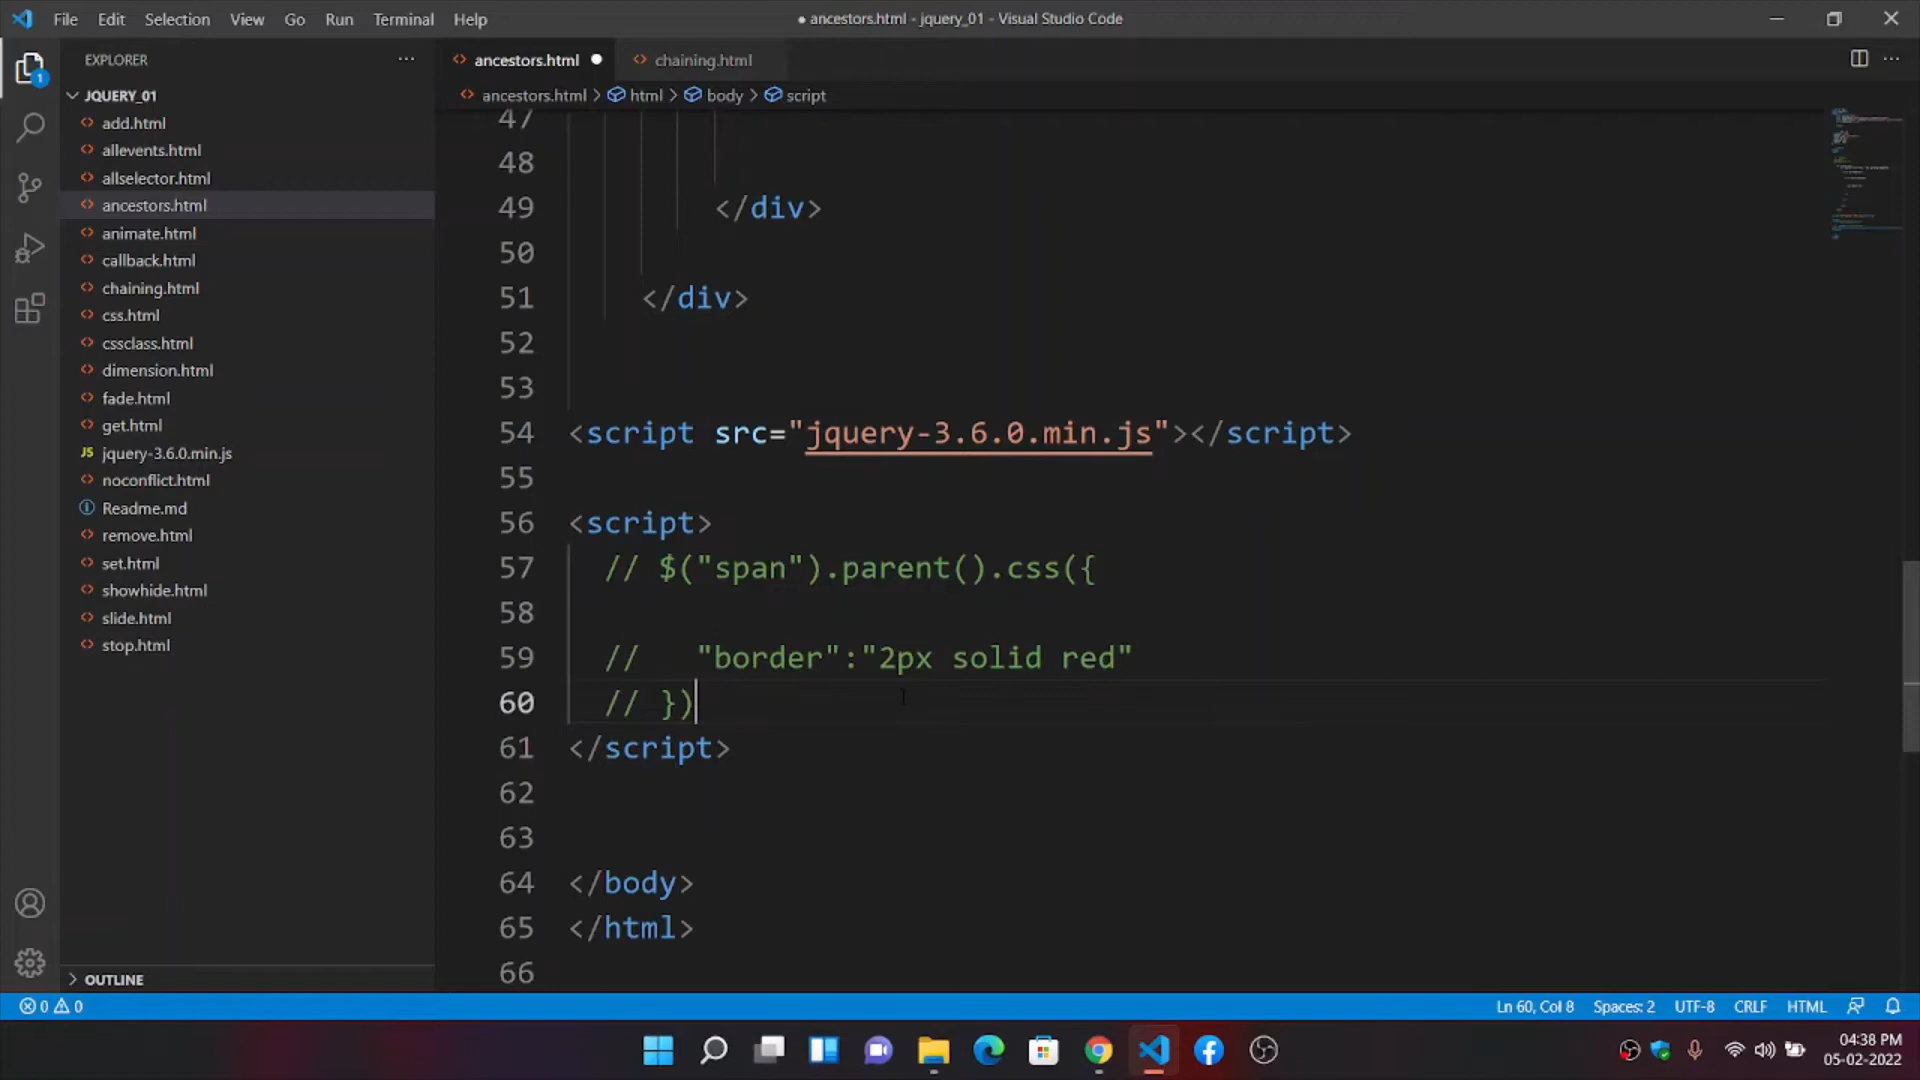 File Edit Selection View Go Run Terminal Help
● ancestors.html - jquery_01 - Visual Studio Code
EXPLORER
ancestors.html ●
chaining.html
1
JQUERY_01
ancestors.html > html > body > script
add.html
allevents.html
allselector.html
ancestors.html
animate.html
callback.html
chaining.html
css.html
cssclass.html
dimension.html
fade.html
get.html
JS jquery-3.6.0.min.js
noconflict.html
Readme.md
remove.html
set.html
showhide.html
slide.html
stop.html
OUTLINE
47
48
49 </div>
50
51 </div>
52
53
54 <script src="jquery-3.6.0.min.js"></script>
55
56 <script>
57 // $("span").parent().css({
58
59 //   "border":"2px solid red"
60 // })
61 </script>
62
63
64 </body>
65 </html>
66
0 0
Ln 60, Col 8 Spaces: 2 UTF-8 CRLF HTML
04:38 PM
05-02-2022